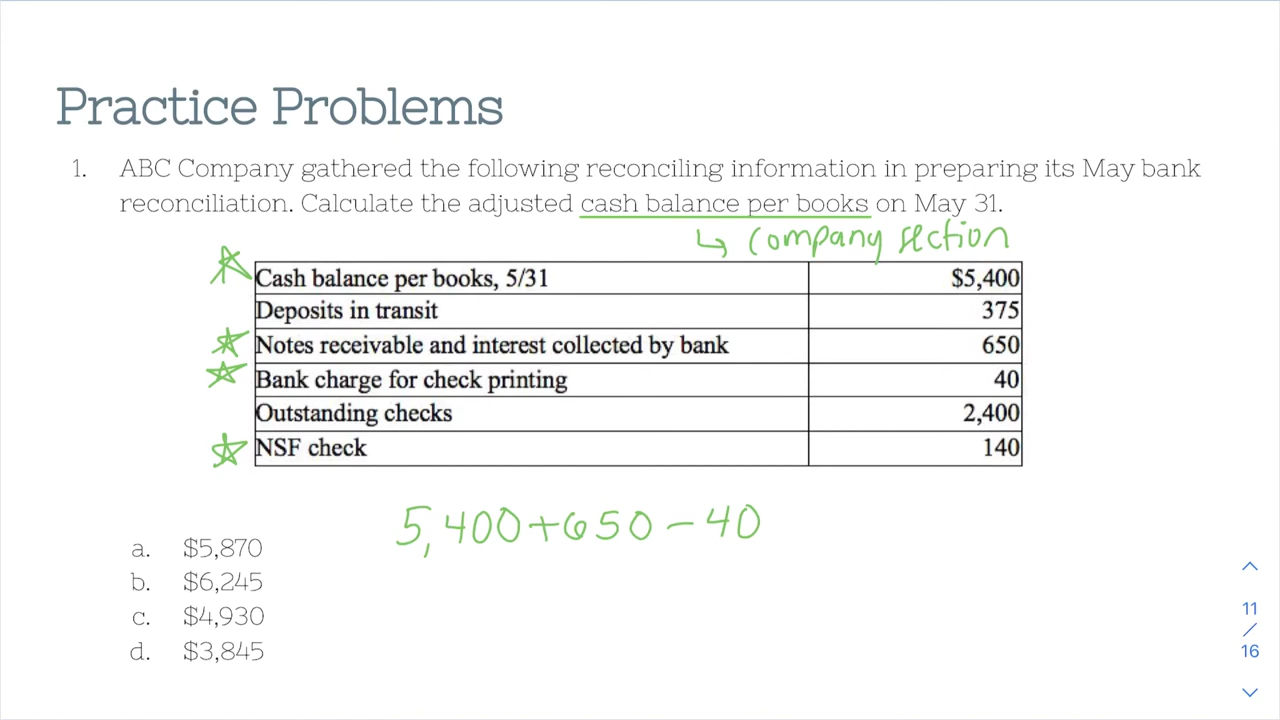 Practice Problems
1. ABC Company gathered the following reconciling information in preparing its May bank
reconciliation. Calculate the adjusted cash balance per books on May 31.
↳ Company section
Cash balance per books, 5/31 $5,400
Deposits in transit 375
Notes receivable and interest collected by bank 650
Bank charge for check printing 40
Outstanding checks 2,400
NSF check 140
5,400+650-40
a. $5,870
b. $6,245
c. $4,930
d. $3,845
11
/
16